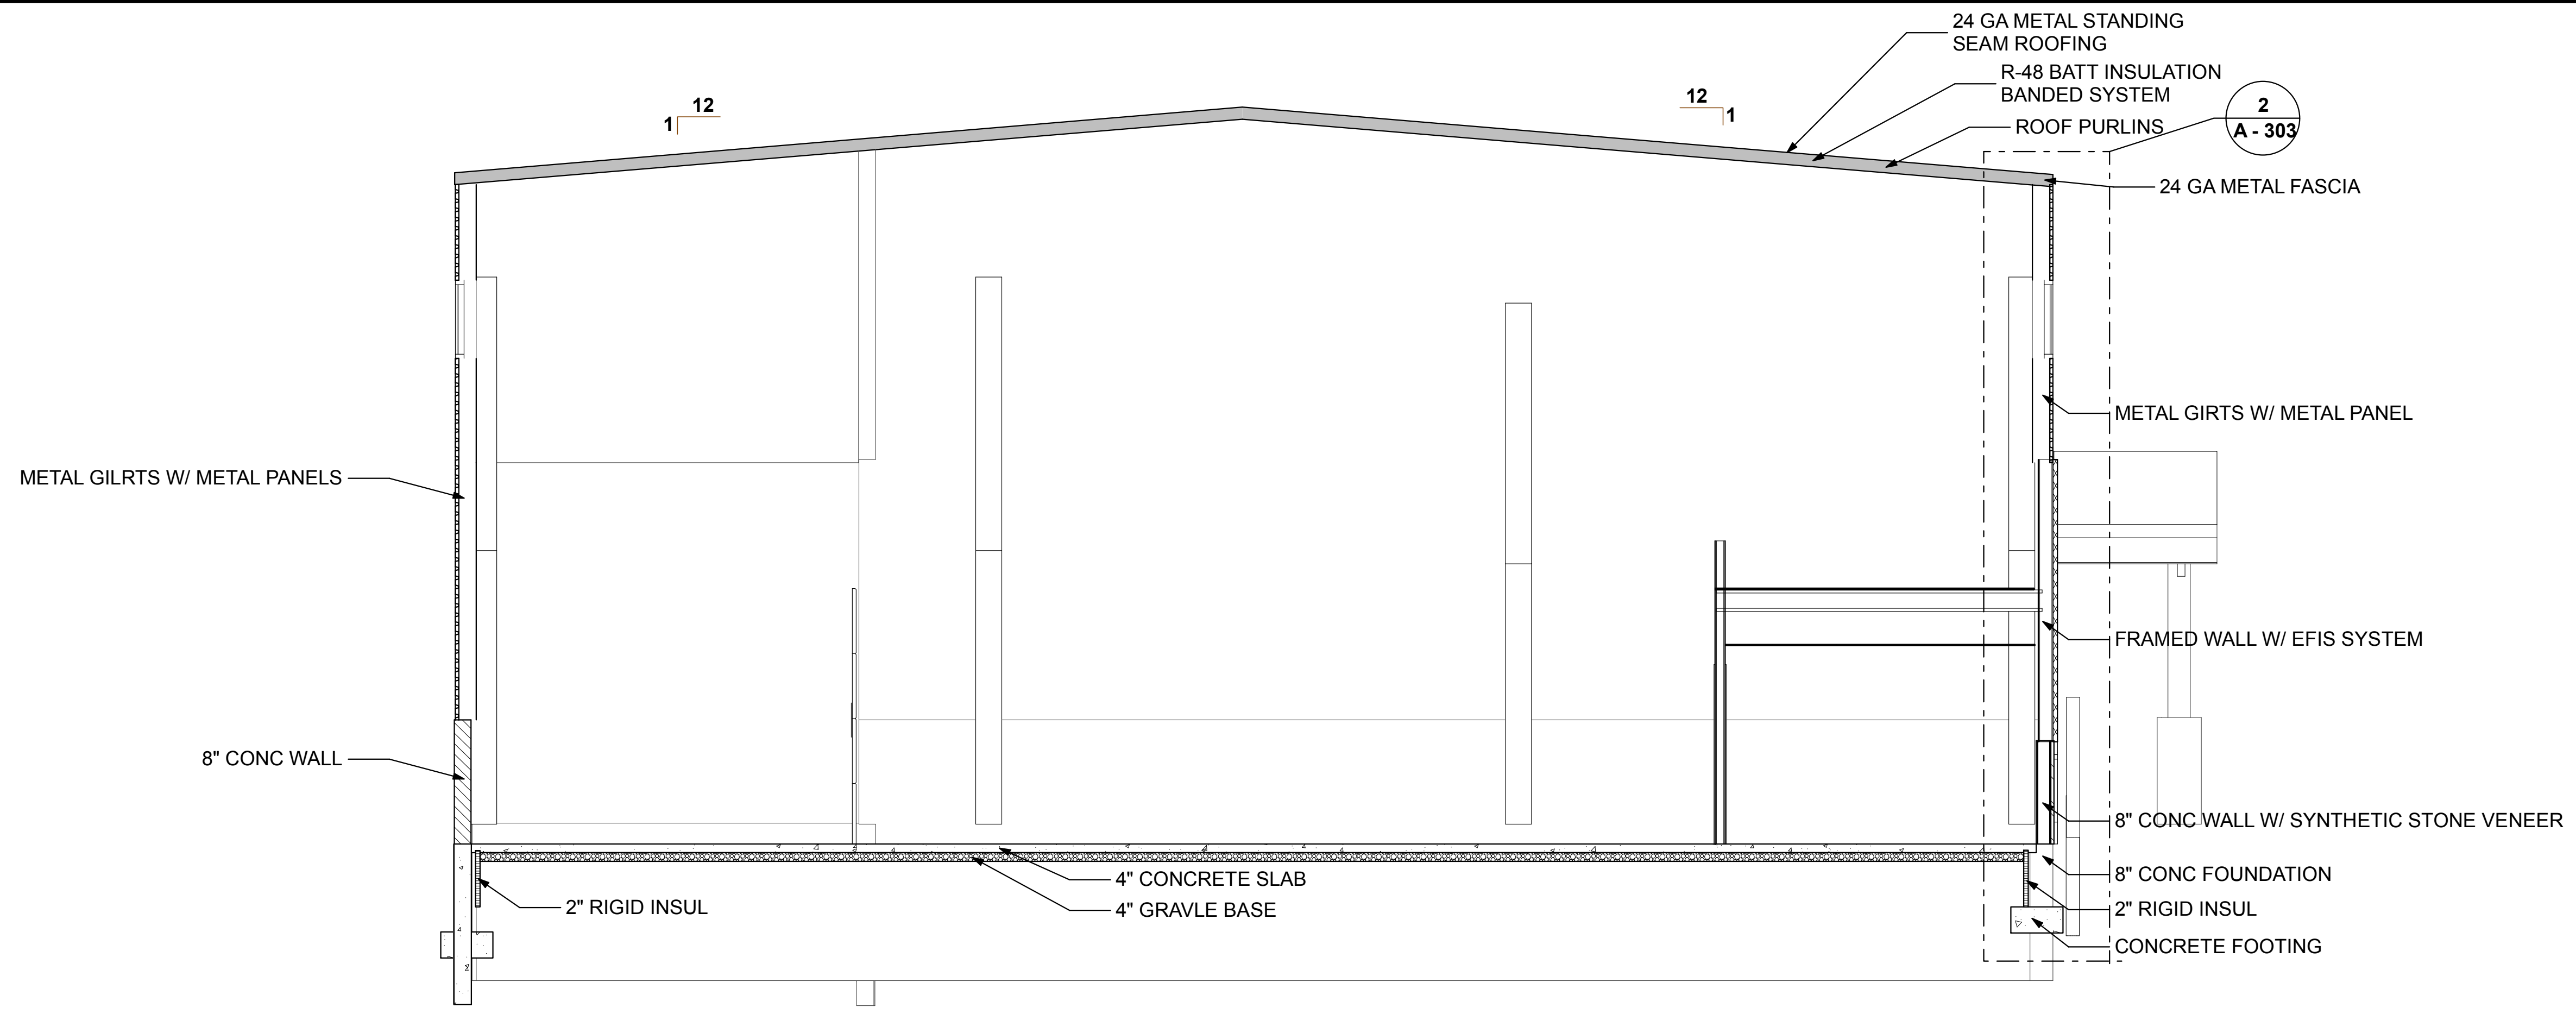 24 GA METAL STANDING
SEAM ROOFING
R-48 BATT INSULATION
BANDED SYSTEM
ROOF PURLINS
2
A - 303
12
1
12
1
24 GA METAL FASCIA
METAL GIRTS W/ METAL PANEL
METAL GILRTS W/ METAL PANELS
FRAMED WALL W/ EFIS SYSTEM
8" CONC WALL
8" CONC WALL W/ SYNTHETIC STONE VENEER
4" CONCRETE SLAB
8" CONC FOUNDATION
2" RIGID INSUL
4" GRAVLE BASE
2" RIGID INSUL
CONCRETE FOOTING